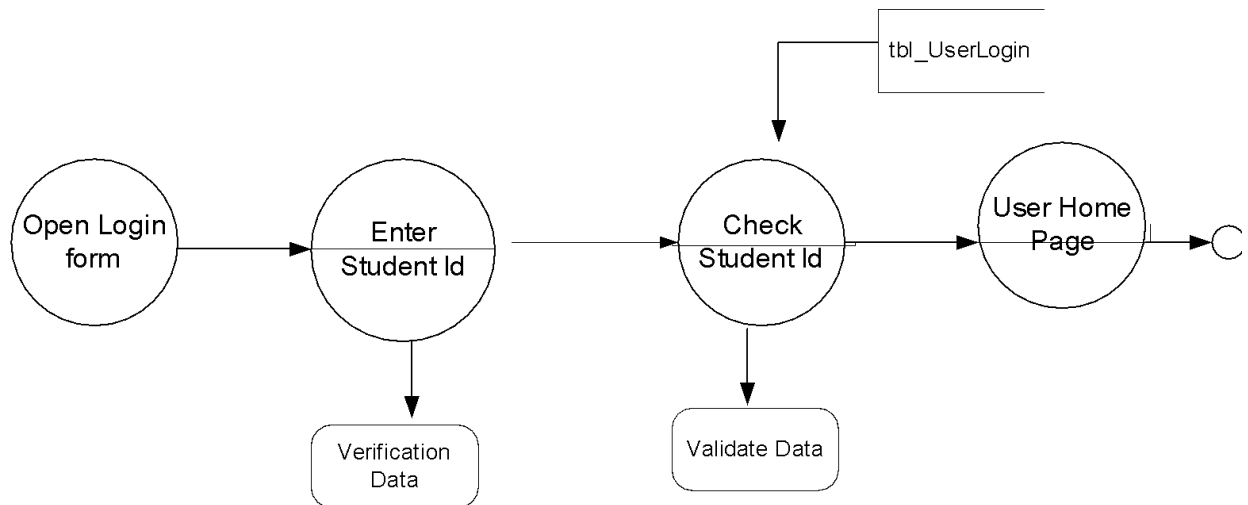 tbl_UserLogin
Open Login
form
Enter
Student Id
Check
Student Id
User Home
Page
Verification
Data
Validate Data